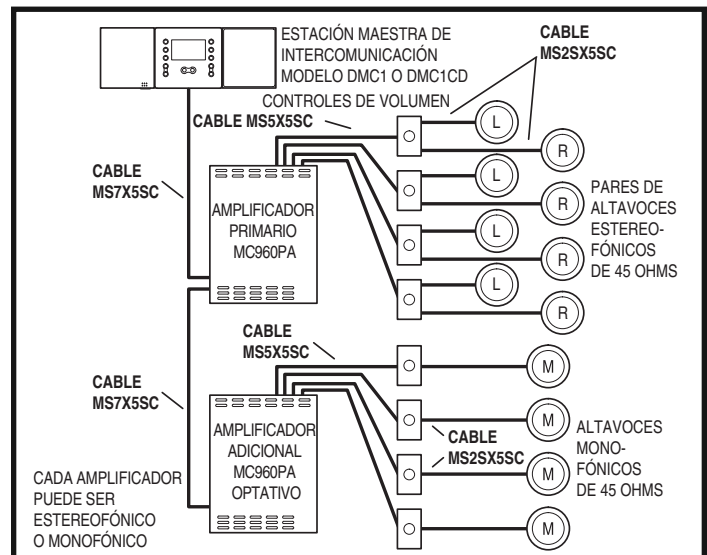 ESTACIÓN MAESTRA DE
INTERCOMUNICACIÓN
MODELO DMC1 O DMC1CD
CABLE
MS2SX5SC
CONTROLES DE VOLUMEN
CABLE MS5X5SC
L
R
CABLE
MS7X5SC
L
R
PARES DE
ALTAVOCES
ESTEREO-
FÓNICOS
DE 45 OHMS
AMPLIFICADOR
PRIMARIO
MC960PA
L
R
L
R
CABLE
MS5X5SC
M
CABLE
MS7X5SC
M
AMPLIFICADOR
ADICIONAL
MC960PA
OPTATIVO
CABLE
MS2SX5SC
ALTAVOCES
MONO-
FÓNICOS
DE 45 OHMS
M
CADA AMPLIFICADOR
PUEDE SER
ESTEREOFÓNICO
O MONOFÓNICO
M